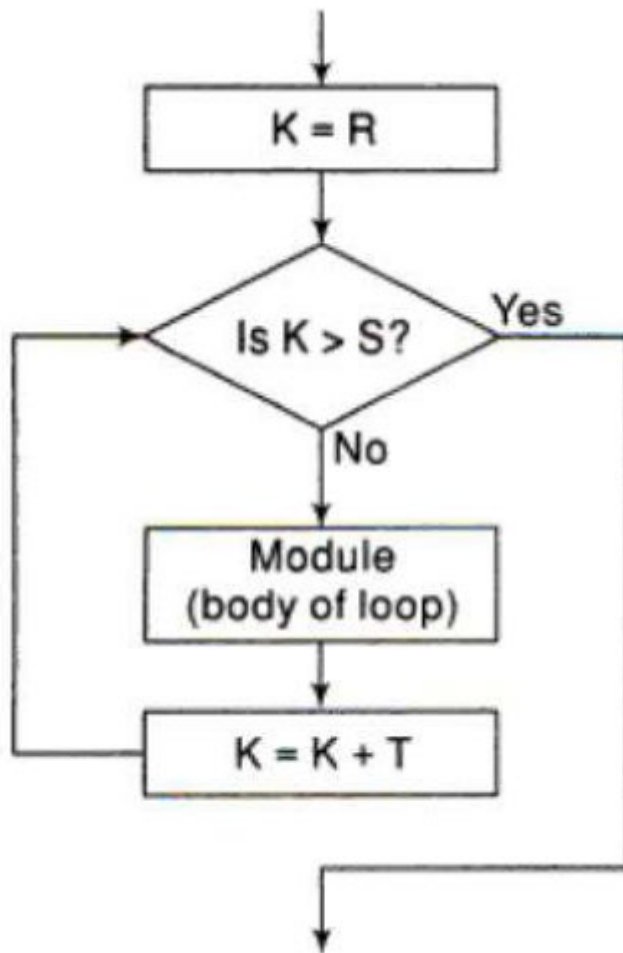 K = R
Is K > S?
Yes
No
Module
(body of loop)
K = K + T